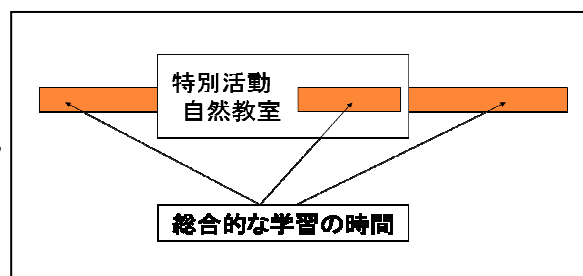 特別活動
自然教室
総合的な学習の時間